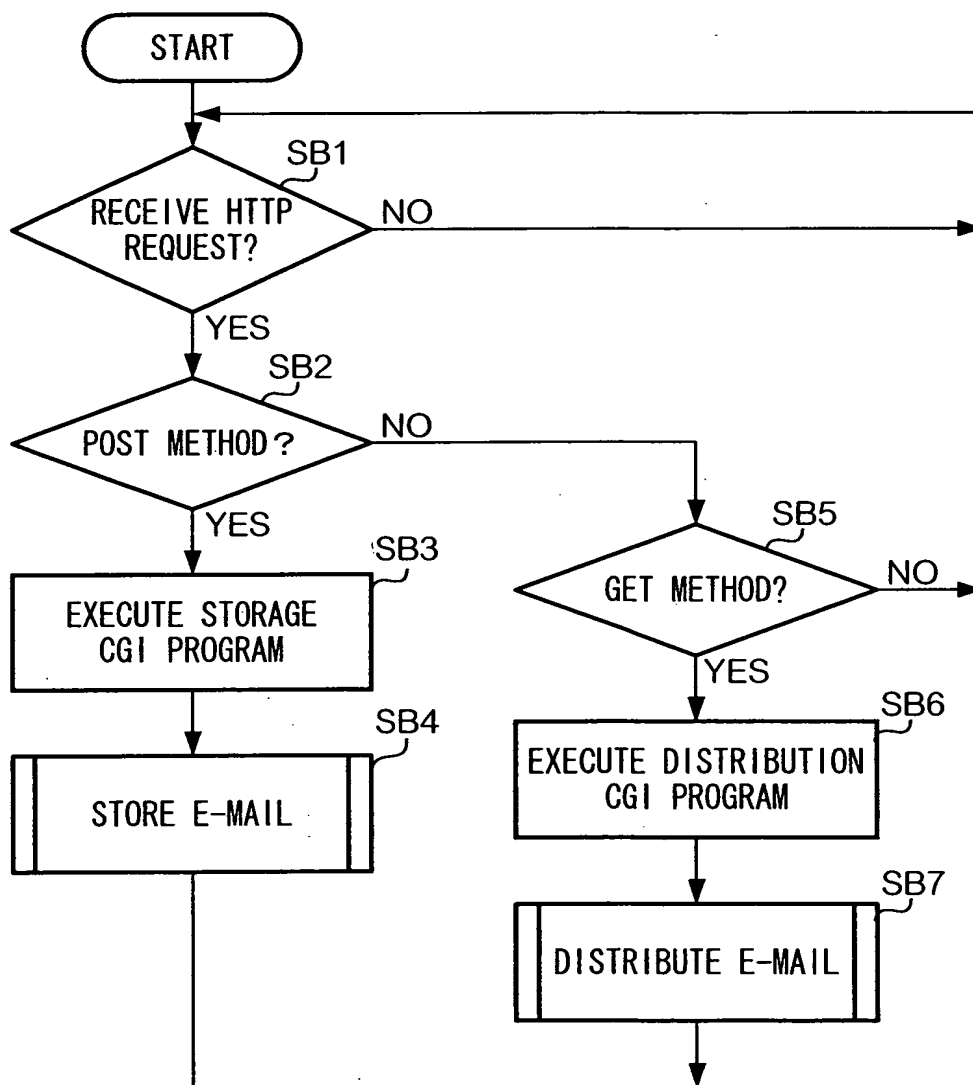 START
SB1
RECEIVE HTTP
REQUEST?
NO
YES
SB2
POST METHOD?
NO
YES
SB3
EXECUTE STORAGE
CGI PROGRAM
SB4
STORE E-MAIL
SB5
GET METHOD?
NO
YES
SB6
EXECUTE DISTRIBUTION
CGI PROGRAM
SB7
DISTRIBUTE E-MAIL